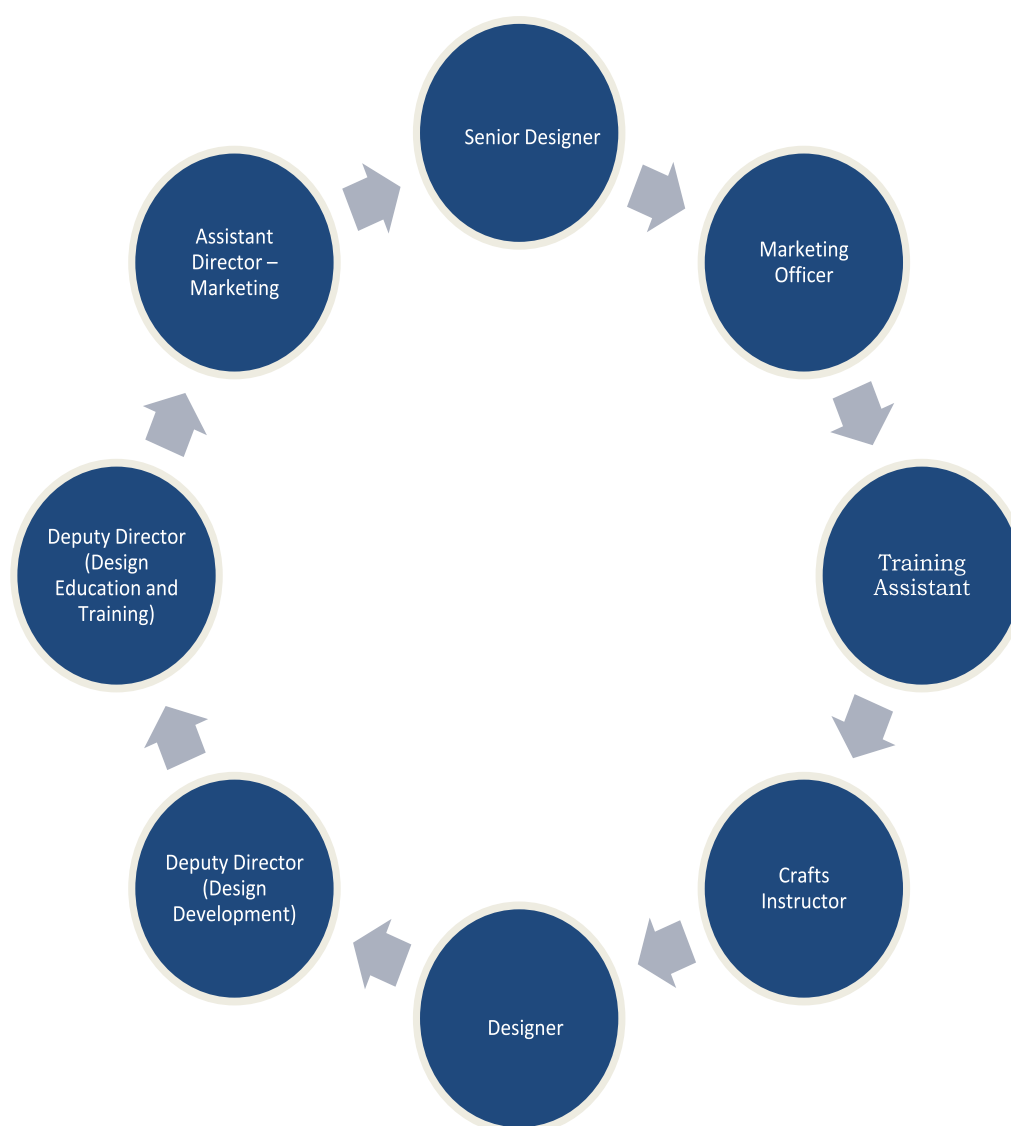 Senior Designer
Marketing
Officer
Training
Assistant
Crafts
Instructor
Designer
Deputy Director
(Design
Development)
Deputy Director
(Design
Education and
Training)
Assistant
Director –
Marketing